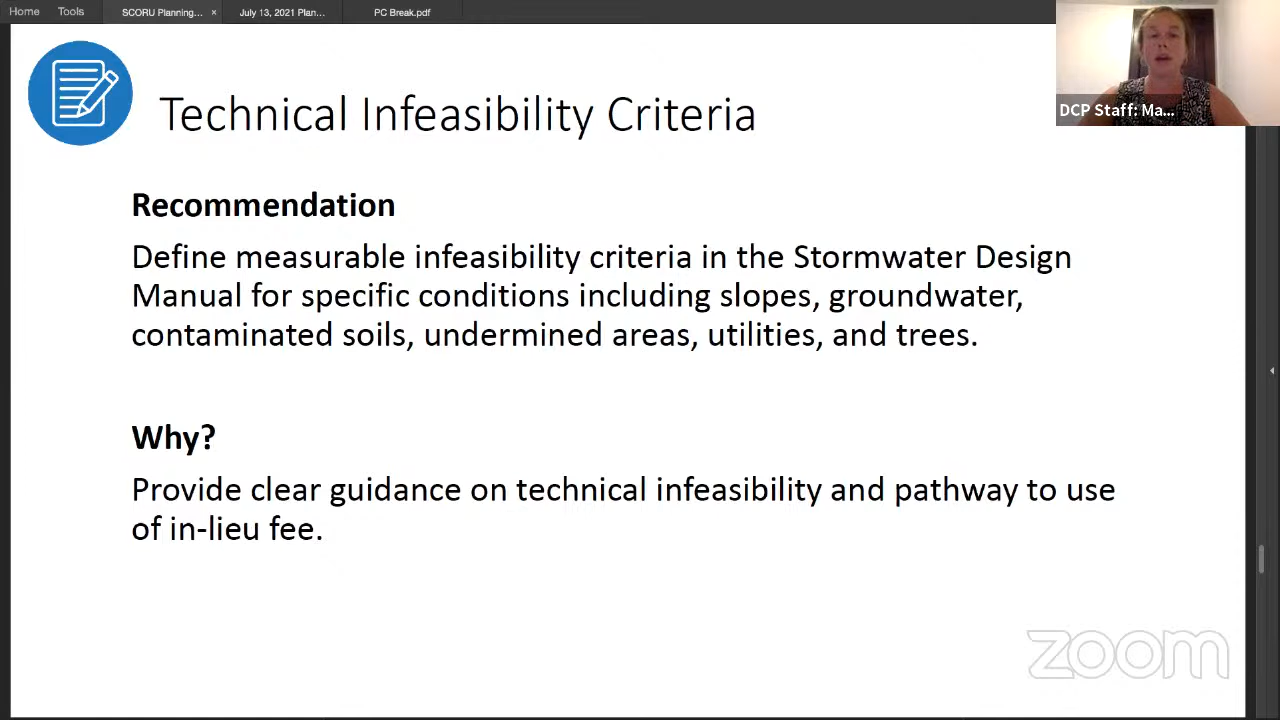 Home Tools SCORU Planning... × July 13, 2021 Plan... PC Break.pdf
DCP Staff: Ma...
Technical Infeasibility Criteria
Recommendation
Define measurable infeasibility criteria in the Stormwater Design
Manual for specific conditions including slopes, groundwater,
contaminated soils, undermined areas, utilities, and trees.
Why?
Provide clear guidance on technical infeasibility and pathway to use
of in-lieu fee.
zoom